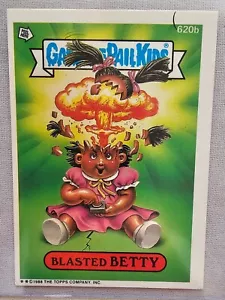 620b
GARBAGE PAIL KIDS
BLASTED BETTY
★ ★ © 1988 THE TOPPS COMPANY, INC.